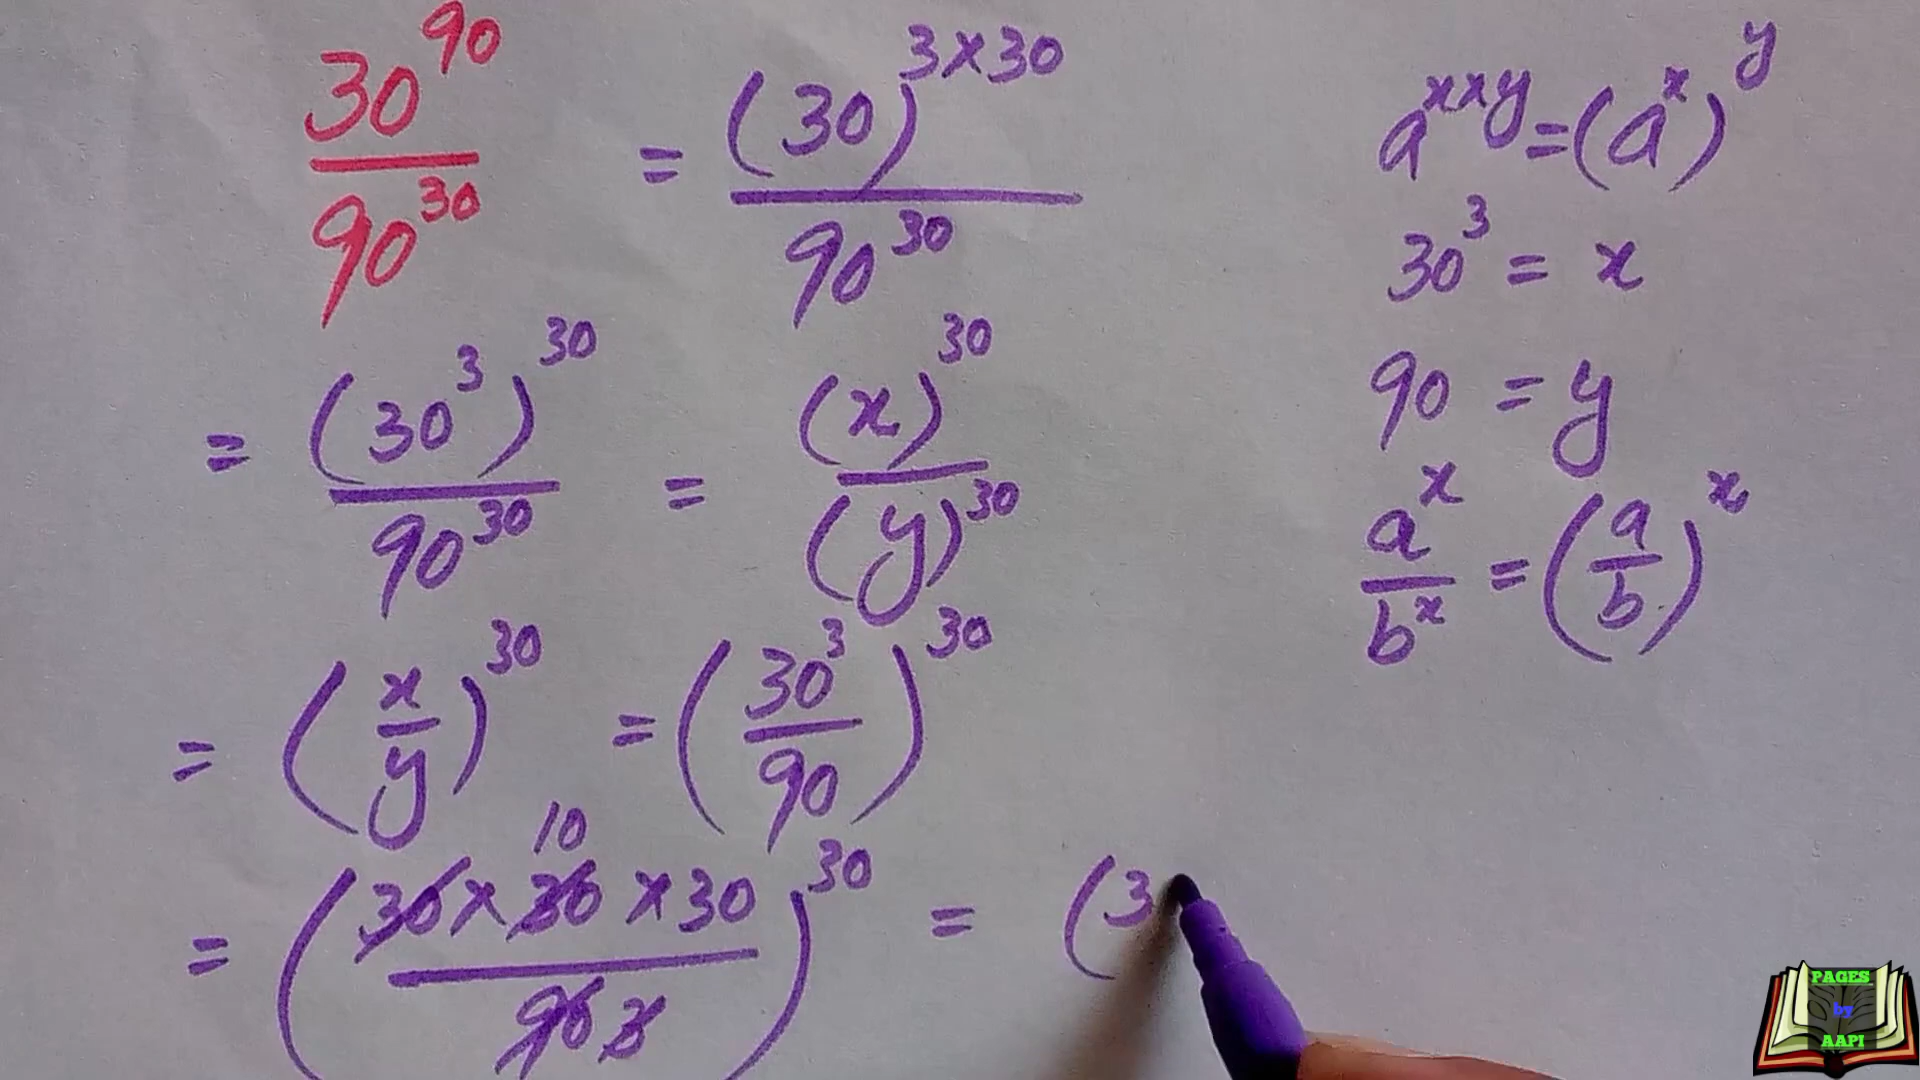 30^90 / 90^30 = (30)^3×30 / 90^30
= (30^3)^30 / 90^30 = (x)^30 / (y)^30
= (x/y)^30 = (30^3 / 90)^30
10
= (30×30×30 / 90 3)^30 = (3
a^x×y = (a^x)^y
30^3 = x
90 = y
a^x / b^x = (a/b)^x
PAGES
by
AAPI